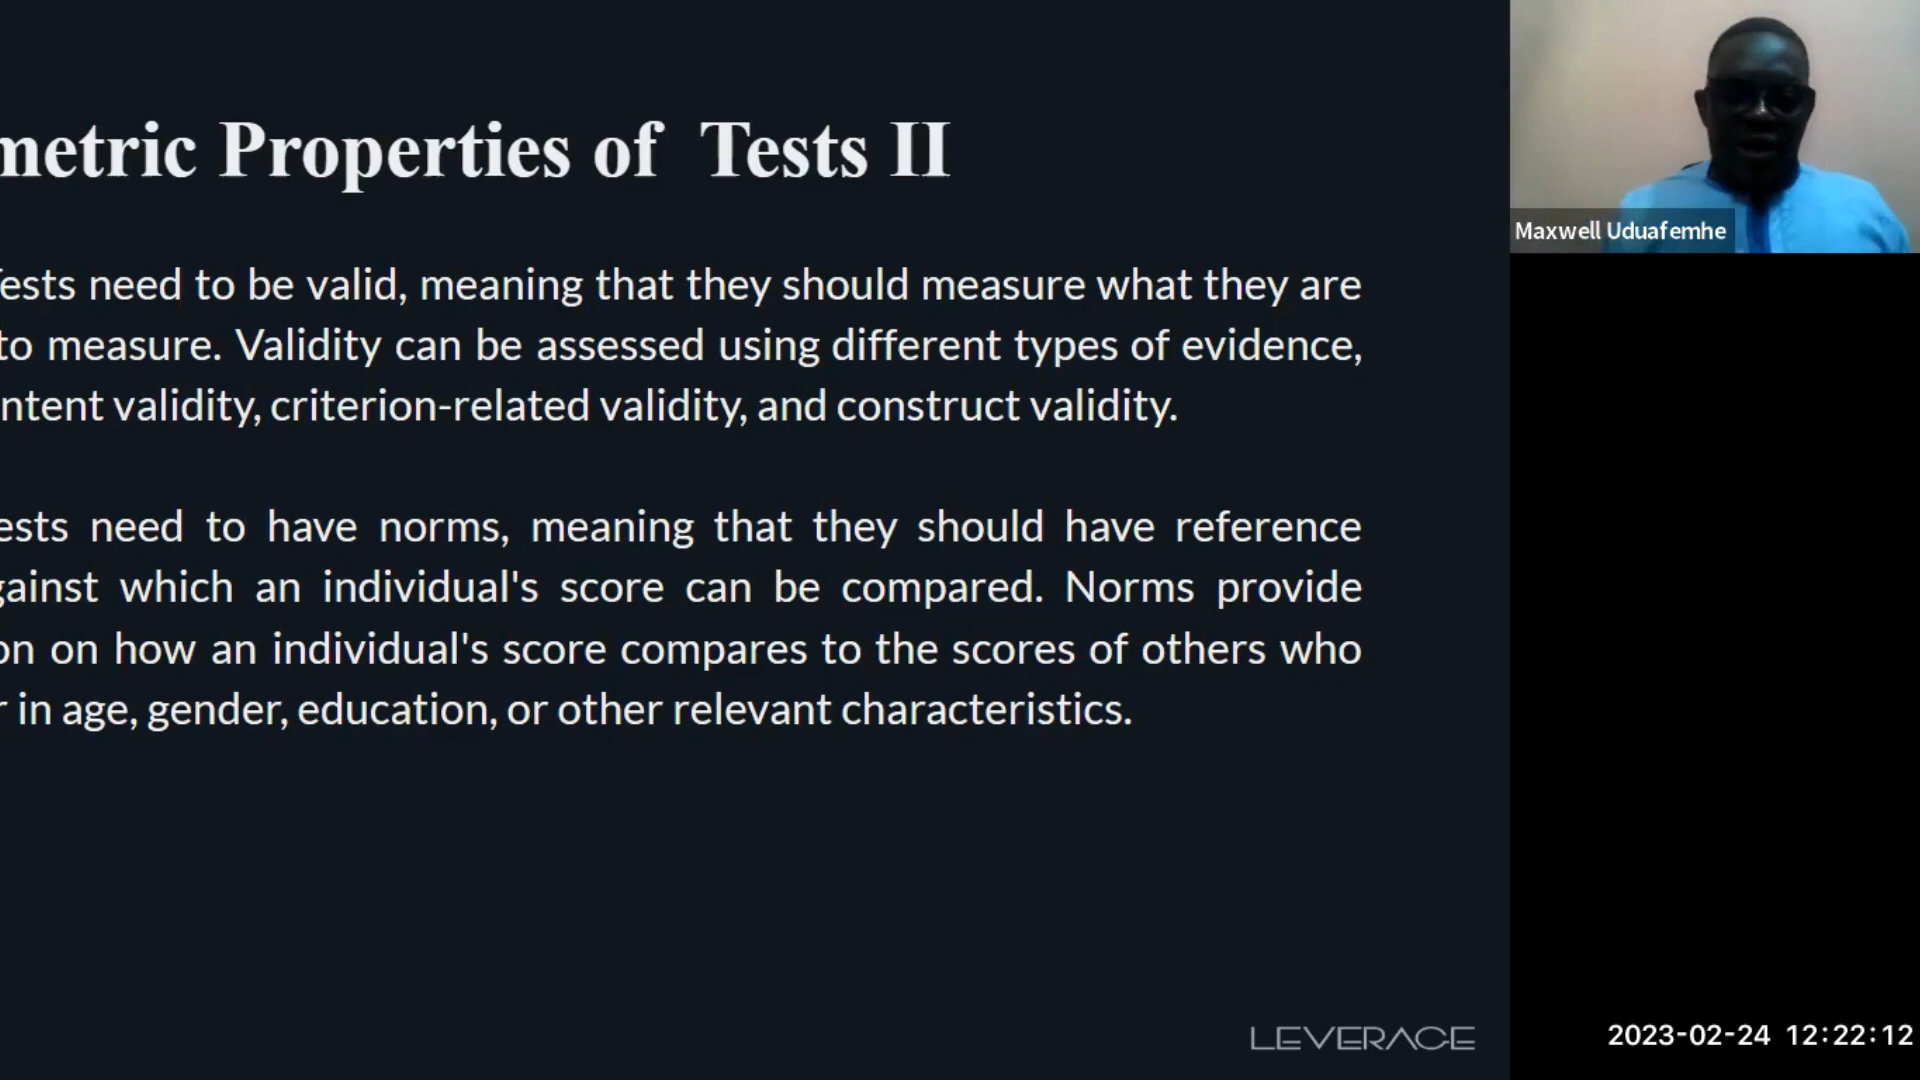 metric Properties of Tests II
ests need to be valid, meaning that they should measure what they are
to measure. Validity can be assessed using different types of evidence,
ntent validity, criterion-related validity, and construct validity.
ests need to have norms, meaning that they should have reference
gainst which an individual's score can be compared. Norms provide
on on how an individual's score compares to the scores of others who
r in age, gender, education, or other relevant characteristics.
Maxwell Uduafemhe
LEVERAGE
2023-02-24 12:22:12